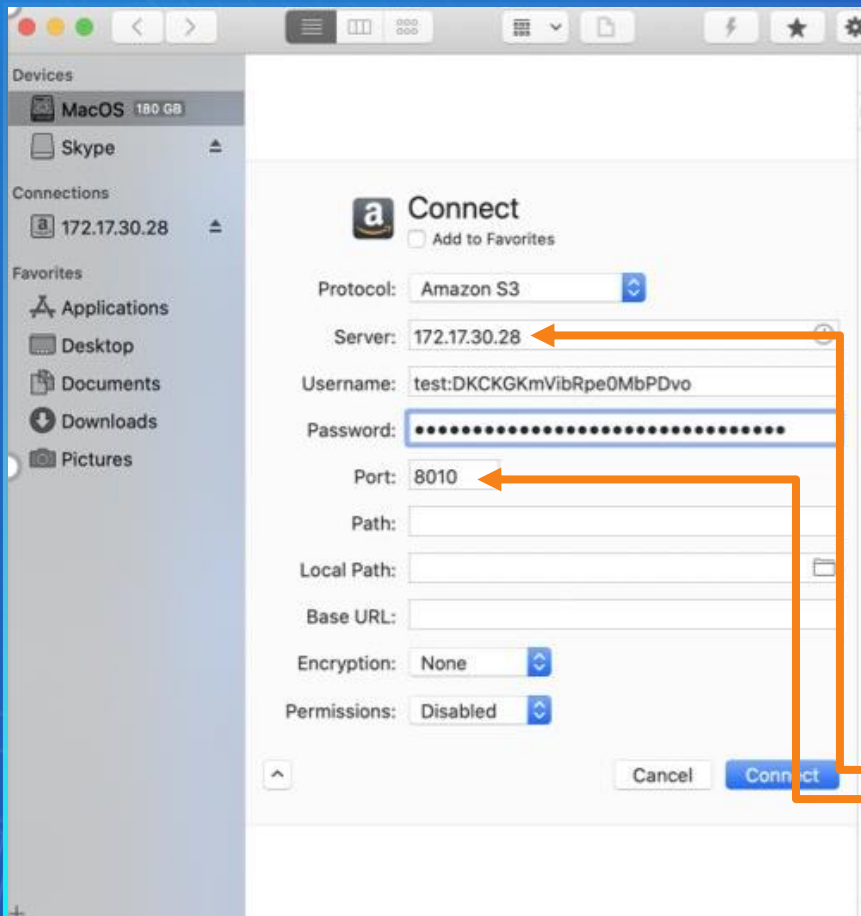 Devices
MacOS 180 GB
Skype
Connections
172.17.30.28
Favorites
Applications
Desktop
Documents
Downloads
Pictures
a Connect
Add to Favorites
Protocol: Amazon S3
Server: 172.17.30.28
Username: test:DKCKGKmVibRpe0MbPDvo
Password: ••••••••••••••••••••••••••••••••
Port: 8010
Path:
Local Path:
Base URL:
Encryption: None
Permissions: Disabled
Cancel Connect